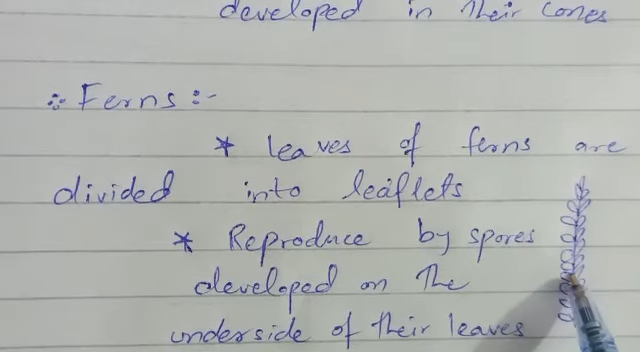 developed in their cones
∴ Ferns :-
* leaves of ferns are
divided into leaflets
* Reproduce by spores
developed on the
underside of their leaves